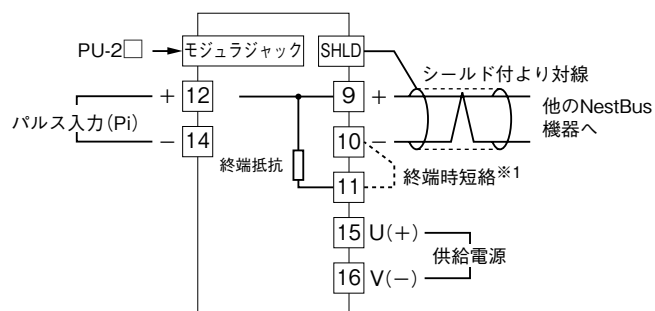 PU-2□
モジュラジャック
SHLD
シールド付より対線
+
12
9
+
他のNestBus
機器へ
パルス入力(Pi)
−
14
10
−
終端抵抗
終端時短絡※1
11
15
U(+)
供給電源
16
V(−)